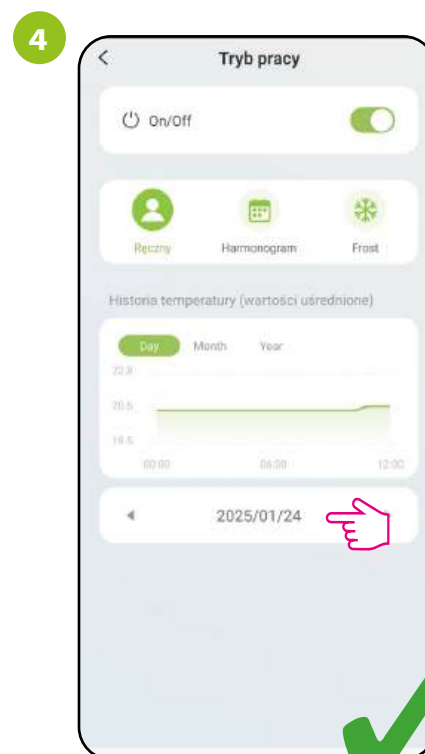 4
Tryb pracy
On/Off
Ręczny Harmonogram Frost
Historia temperatury (wartości uśrednione)
Day Month Year
22.8
20.5
18.5
00:00 06:00 12:00
2025/01/24